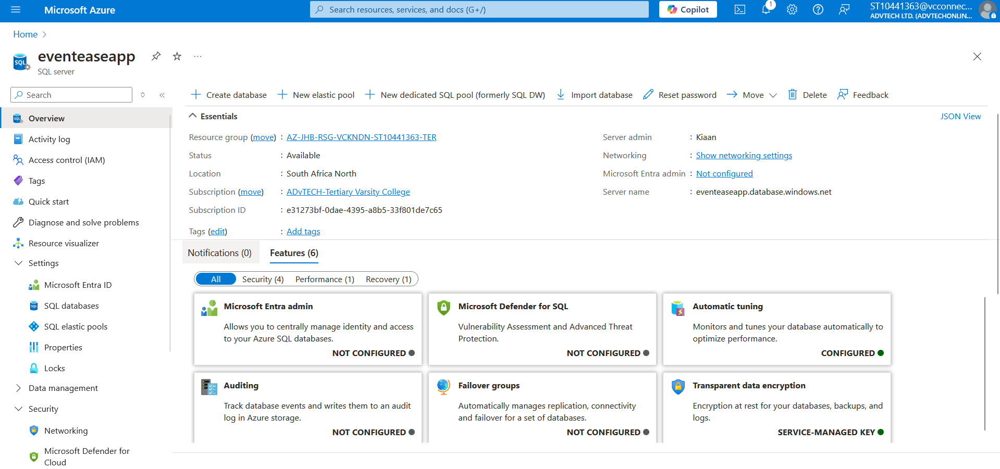 Microsoft Azure
Search resources, services, and docs (G+/)
Copilot
1
ST10441363@vcconnec...
ADVTECH LTD. (ADVTECHONLIN...
Home
eventeaseapp
SQL server
Search
Create database
New elastic pool
New dedicated SQL pool (formerly SQL DW)
Import database
Reset password
Move
Delete
Feedback
Overview
Activity log
Access control (IAM)
Tags
Quick start
Diagnose and solve problems
Resource visualizer
Settings
Microsoft Entra ID
SQL databases
SQL elastic pools
Properties
Locks
Data management
Security
Networking
Microsoft Defender for
Cloud
Essentials
JSON View
Resource group (move) : AZ-JHB-RSG-VCKNDN-ST10441363-TER
Status : Available
Location : South Africa North
Subscription (move) : ADvTECH-Tertiary Varsity College
Subscription ID : e31273bf-0dae-4395-a8b5-33f801de7c65
Tags (edit) : Add tags
Server admin : Kiaan
Networking : Show networking settings
Microsoft Entra admin : Not configured
Server name : eventeaseapp.database.windows.net
Notifications (0)
Features (6)
All
Security (4)
Performance (1)
Recovery (1)
Microsoft Entra admin
Allows you to centrally manage identity and access
to your Azure SQL databases.
NOT CONFIGURED
Microsoft Defender for SQL
Vulnerability Assessment and Advanced Threat
Protection.
NOT CONFIGURED
Automatic tuning
Monitors and tunes your database automatically to
optimize performance.
CONFIGURED
Auditing
Track database events and writes them to an audit
log in Azure storage.
NOT CONFIGURED
Failover groups
Automatically manages replication, connectivity
and failover for a set of databases.
NOT CONFIGURED
Transparent data encryption
Encryption at rest for your databases, backups, and
logs.
SERVICE-MANAGED KEY